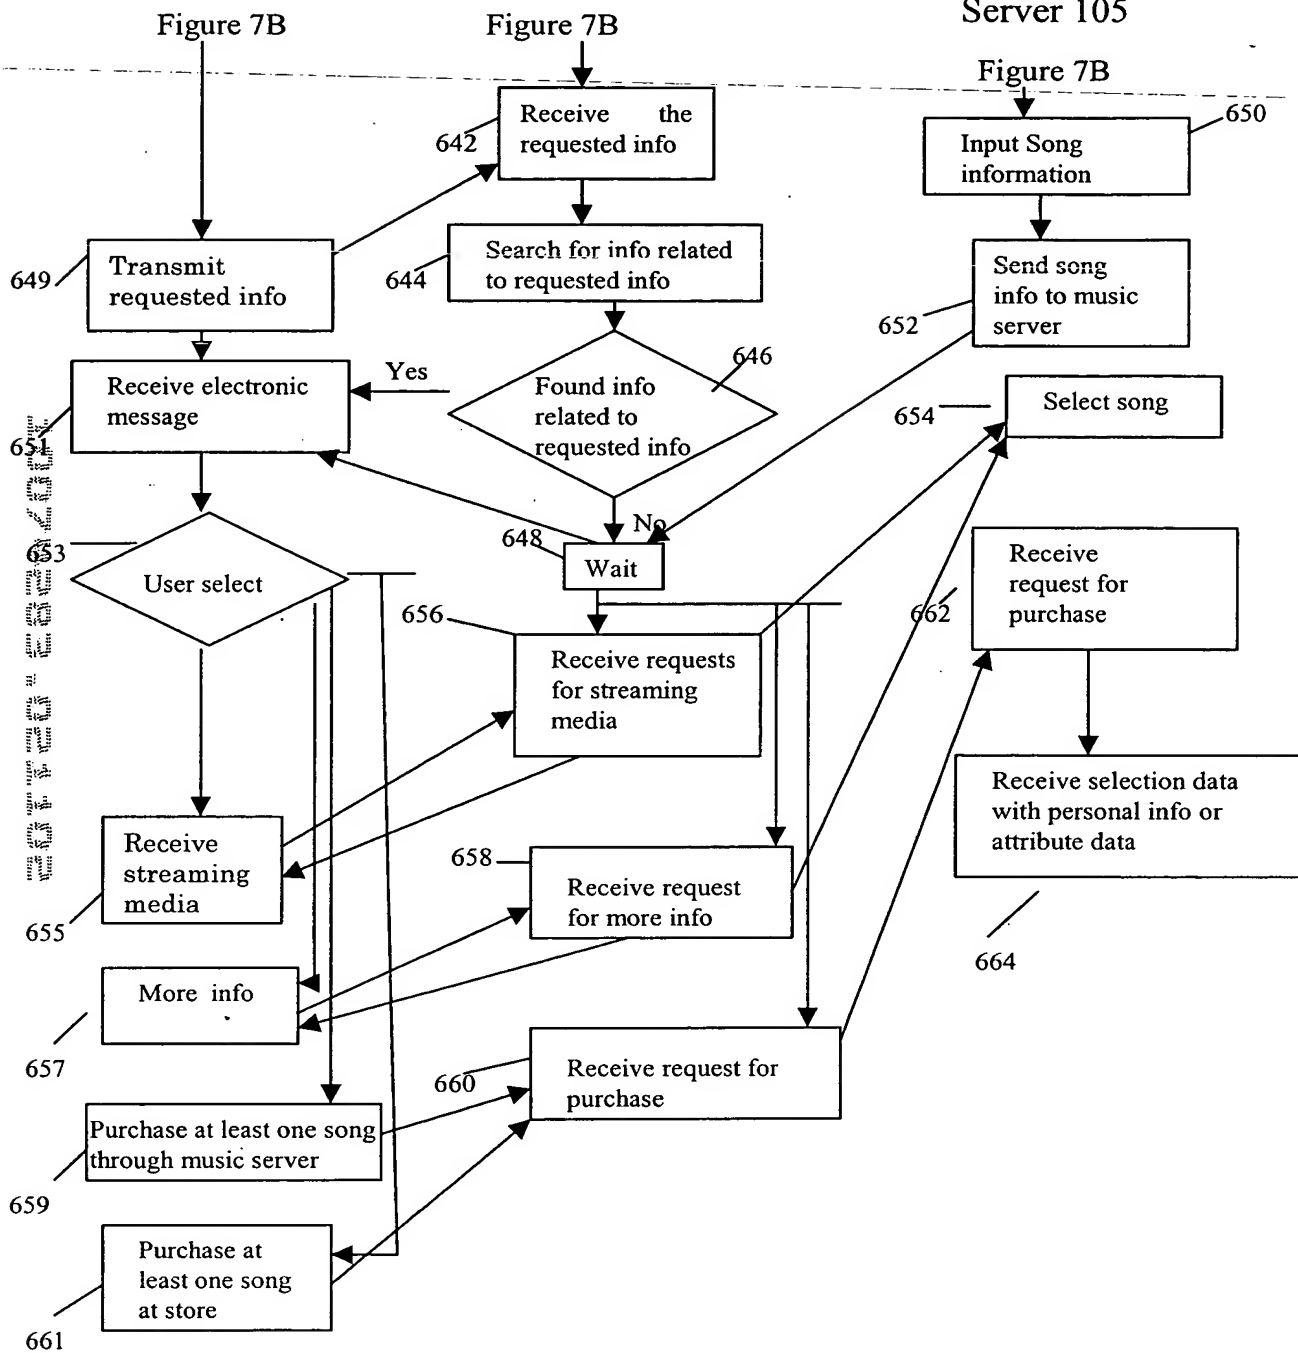 Server 105
Figure 7B
Figure 7B
Figure 7B
642
Receive the
requested info
650
Input Song
information
649
Transmit
requested info
644
Search for info related
to requested info
652
Send song
info to music
server
651
Receive electronic
message
Yes
646
Found info
related to
requested info
654
Select song
653
User select
648
No
Wait
662
Receive
request for
purchase
656
Receive requests
for streaming
media
Receive selection data
with personal info or
attribute data
664
655
Receive
streaming
media
658
Receive request
for more info
657
More info
660
Receive request for
purchase
659
Purchase at least one song
through music server
661
Purchase at
least one song
at store